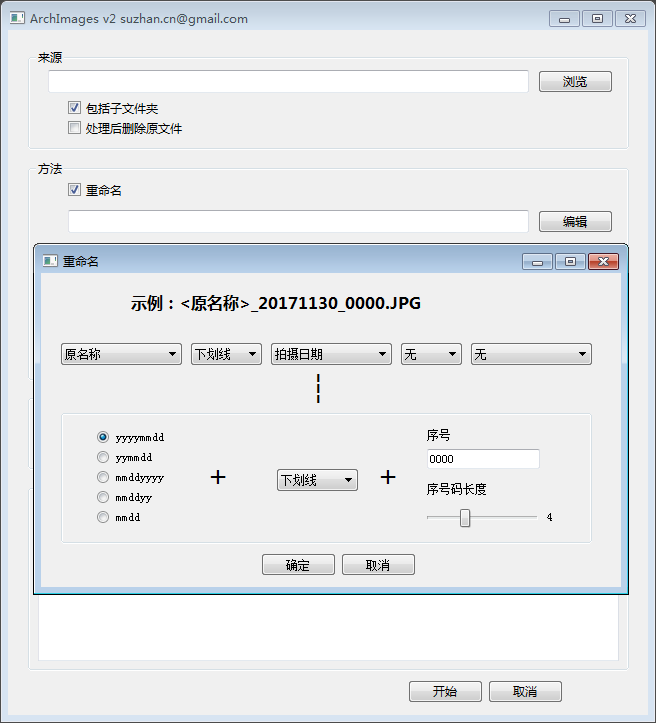 ArchImages v2 suzhan.cn@gmail.com
来源
浏览
包括子文件夹
处理后删除原文件
方法
重命名
编辑
重命名
示例：<原名称>_20171130_0000.JPG
原名称 下划线 拍摄日期 无 无
yyyymmdd
yymmdd
mmddyyyy
mmddyy
mmdd
+
下划线
+
序号
0000
序号码长度
4
确定 取消
开始 取消